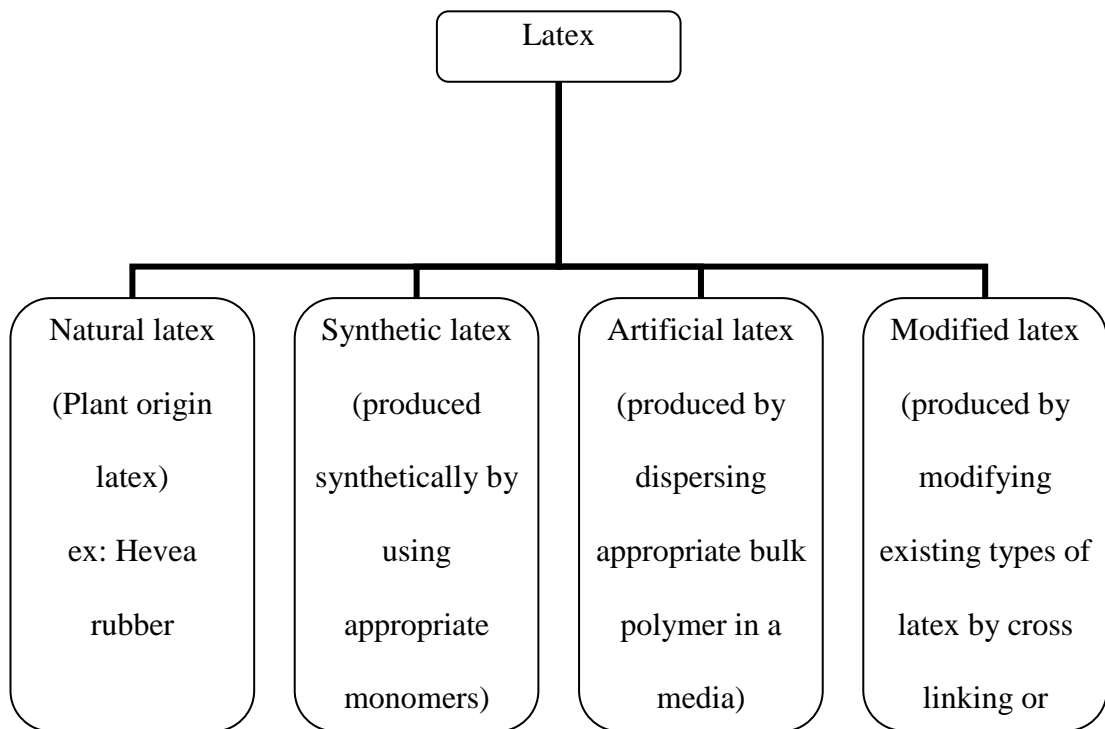 Latex
Natural latex
(Plant origin
latex)
ex: Hevea
rubber
Synthetic latex
(produced
synthetically by
using
appropriate
monomers)
Artificial latex
(produced by
dispersing
appropriate bulk
polymer in a
media)
Modified latex
(produced by
modifying
existing types of
latex by cross
linking or